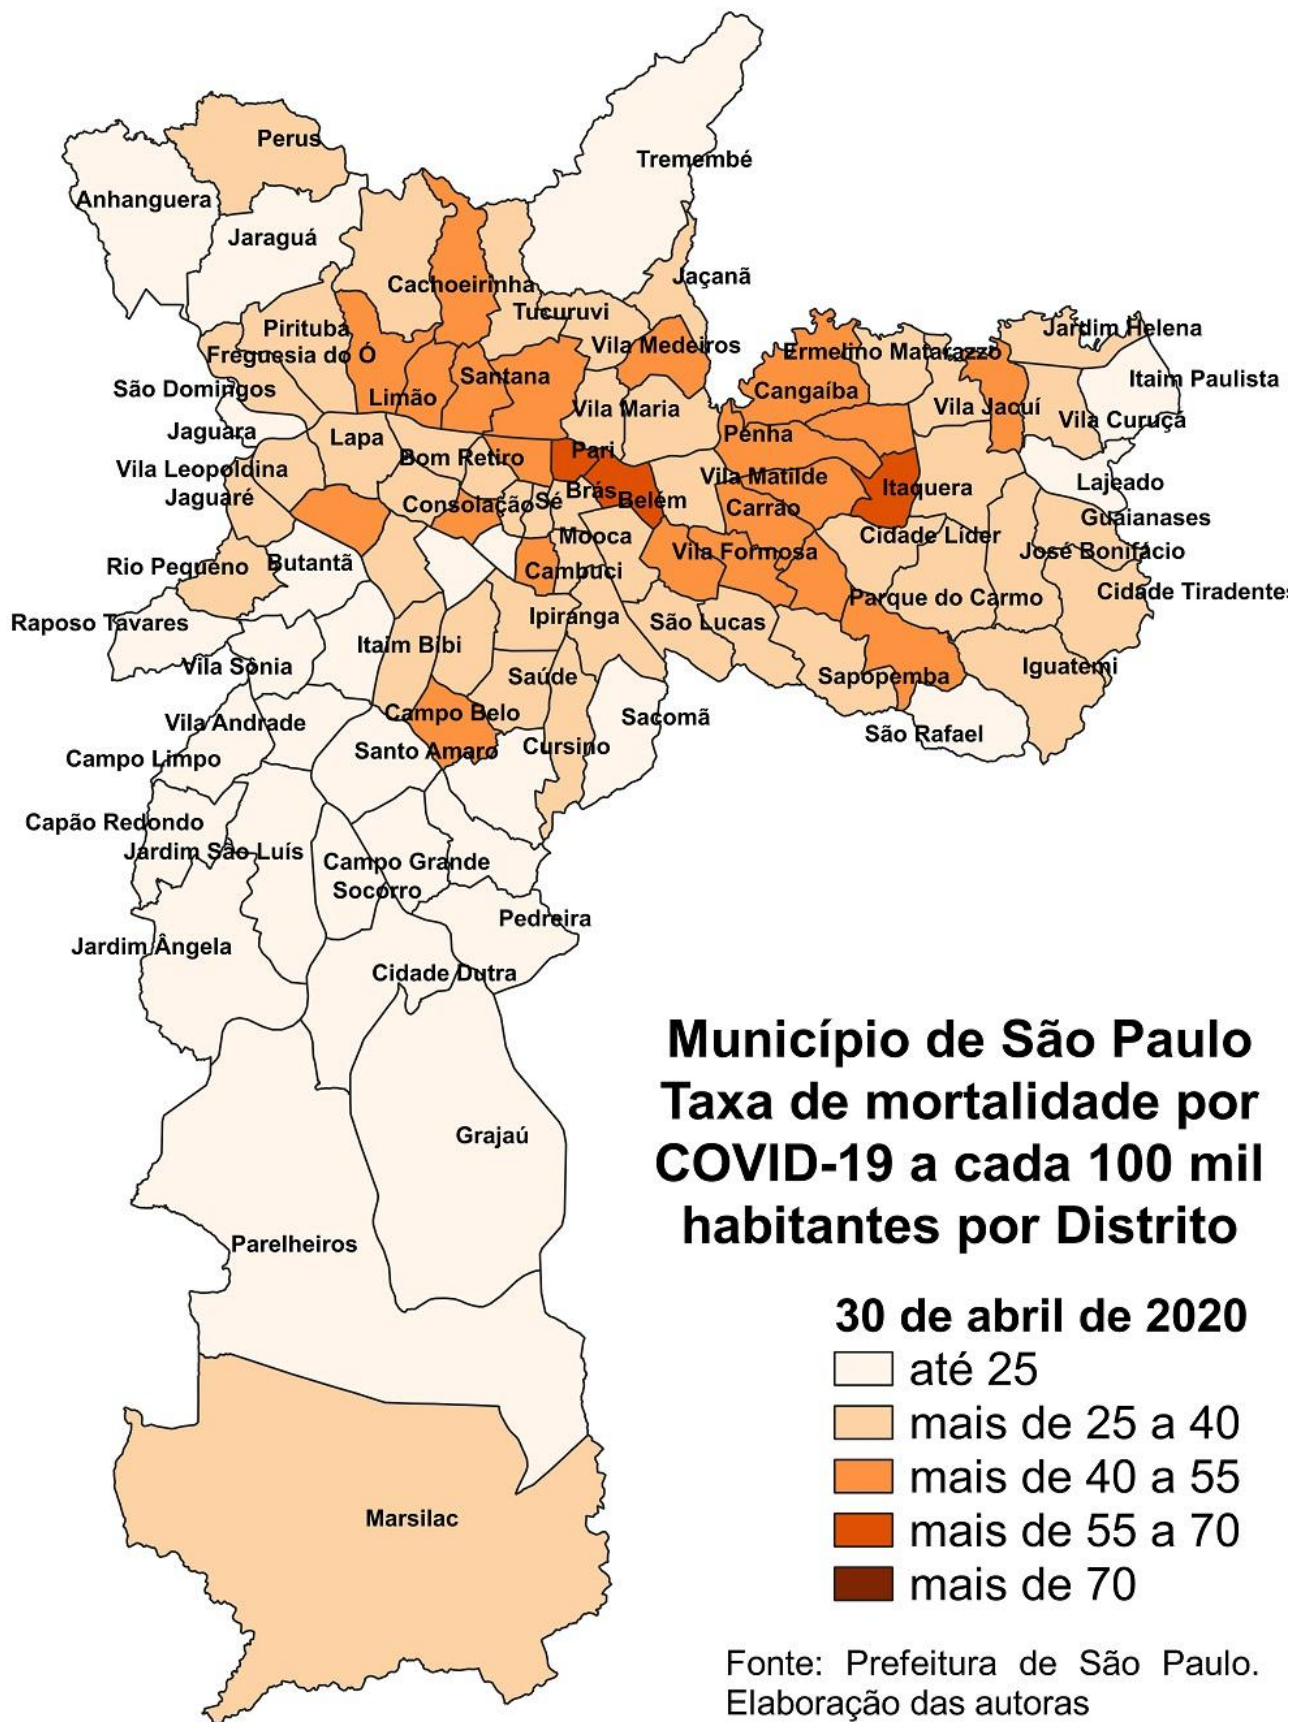 Perus
Tremembé
Anhanguera
Jaraguá
Jaçanã
Cachoeirinha
Tucuruvi
Pirituba
Jardim Helena
Vila Medeiros
Freguesia do Ó
Ermelino Matarazzo
Santana
Itaim Paulista
São Domingos
Cangaíba
Limão
Vila Maria
Vila Jacuí
Vila Curuçá
Jaguara
Penha
Lapa
Pari
Bom Retiro
Vila Leopoldina
Vila Matilde
Lajeado
Itaquera
Brás
Jaguaré
Belém
Consolação
Sé
Carrão
Guaianases
Mooca
Cidade Lider
Vila Formosa
José Bonifácio
Butantã
Rio Pequeno
Cambuci
Cidade Tiradentes
Parque do Carmo
Ipiranga
Raposo Tavares
São Lucas
Itaim Bibi
Vila Sônia
Iguatemi
Saúde
Sapopemba
Campo Belo
Sacomã
Vila Andrade
São Rafael
Cursino
Santo Amaro
Campo Limpo
Capão Redondo
Jardim São Luís
Campo Grande
Socorro
Pedreira
Jardim Ângela
Cidade Dutra
Município de São Paulo
Taxa de mortalidade por
COVID-19 a cada 100 mil
habitantes por Distrito
Grajaú
Parelheiros
Marsilac
30 de abril de 2020
até 25
mais de 25 a 40
mais de 40 a 55
mais de 55 a 70
mais de 70
Fonte: Prefeitura de São Paulo.
Elaboração das autoras